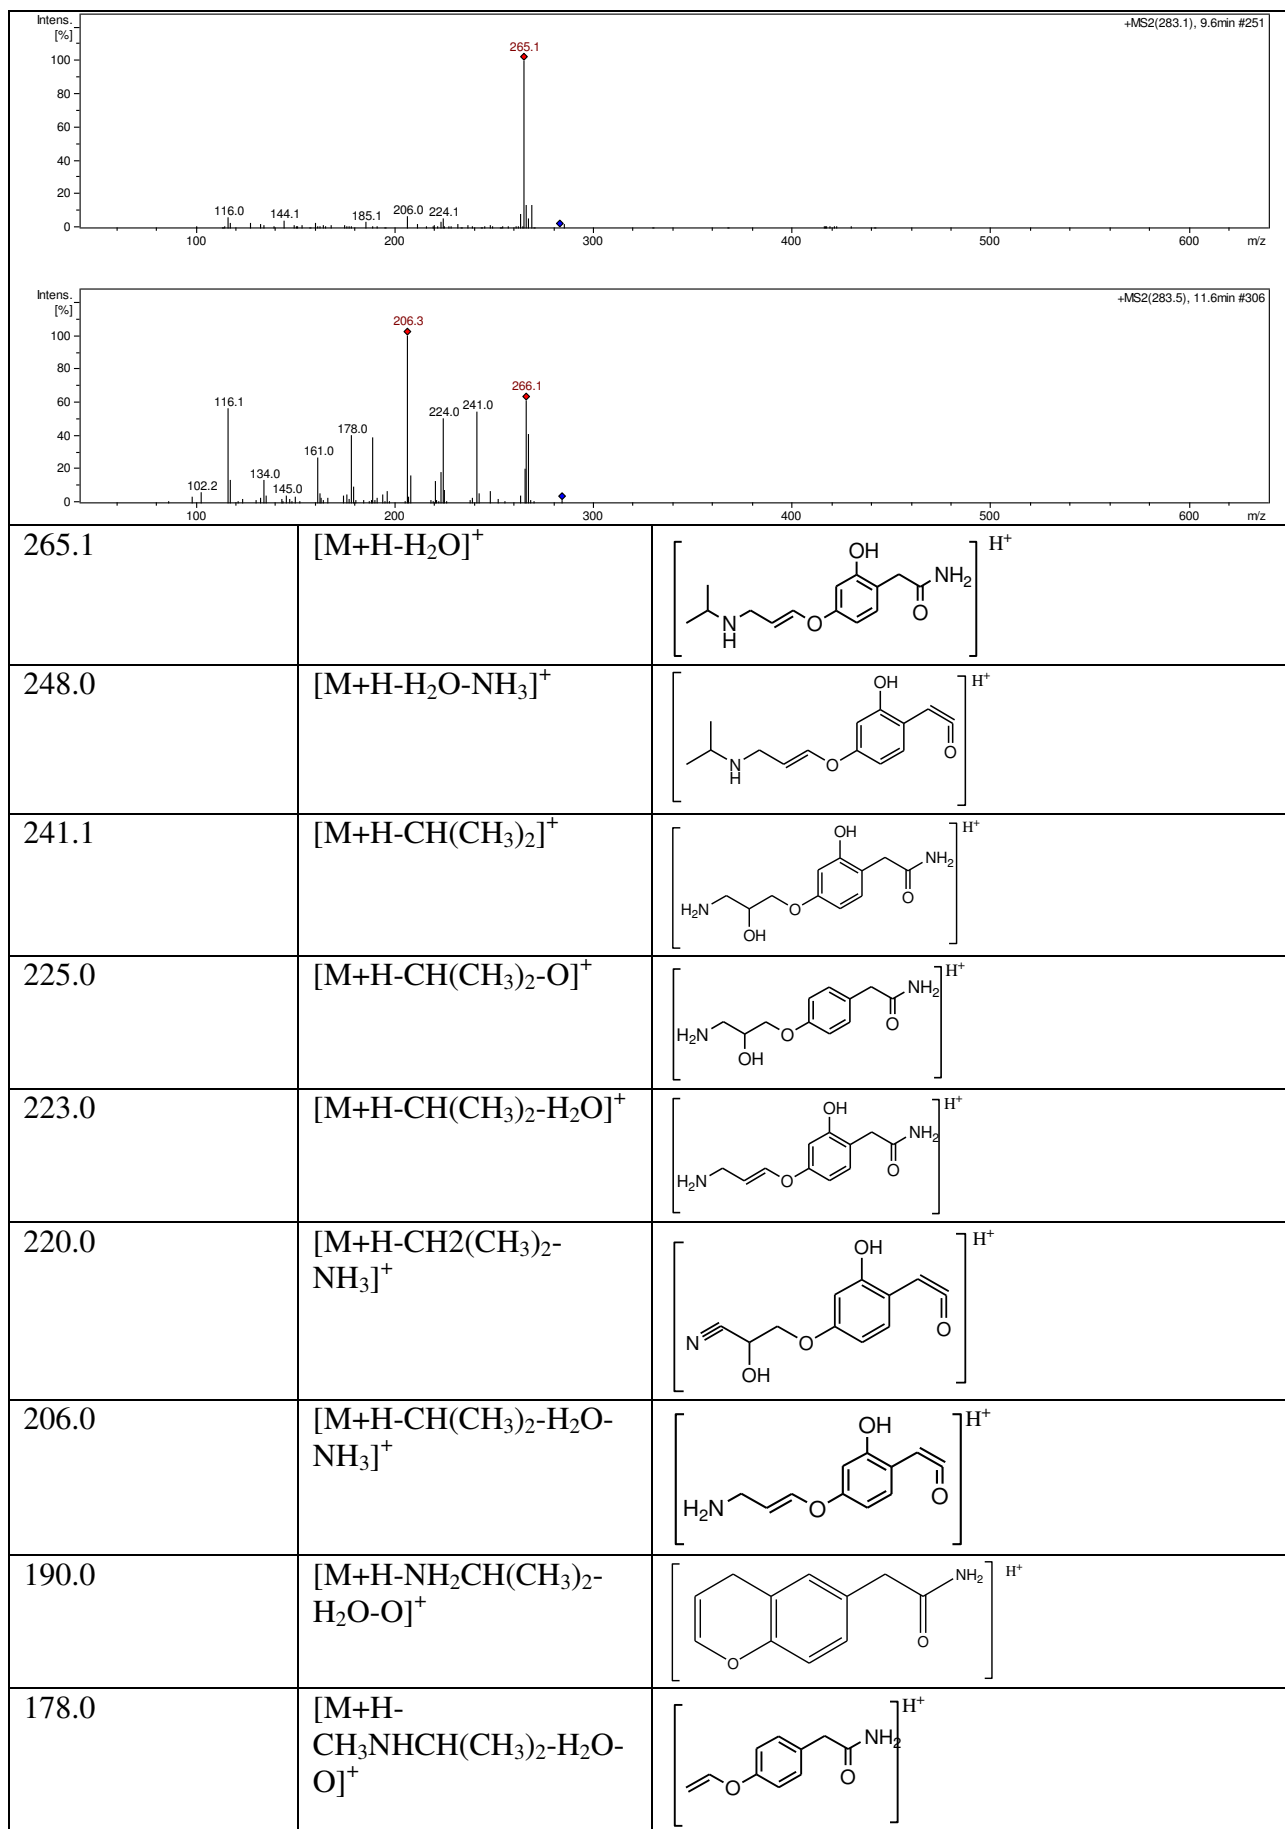 Intens.
[%]
+MS2(283.1), 9.6min #251
265.1
100
80
60
40
20
0
116.0 144.1 185.1 206.0 224.1
100 200 300 400 500 600 m/z
Intens.
[%]
+MS2(283.5), 11.6min #306
206.3
100
80
60
40
20
0
266.1
116.1 224.0 241.0
178.0
161.0
102.2 134.0 145.0
100 200 300 400 500 600 m/z
265.1 [M+H-H₂O]⁺ H⁺
OH
NH₂
O
N
H
O
248.0 [M+H-H₂O-NH₃]⁺ H⁺
OH
O
N
H
O
241.1 [M+H-CH(CH₃)₂]⁺ H⁺
OH
NH₂
O
H₂N
O
OH
225.0 [M+H-CH(CH₃)₂-O]⁺ H⁺
NH₂
O
H₂N
O
OH
223.0 [M+H-CH(CH₃)₂-H₂O]⁺ H⁺
OH
NH₂
O
H₂N
O
220.0 [M+H-CH2(CH₃)₂-
NH₃]⁺
H⁺
OH
O
N
O
OH
206.0 [M+H-CH(CH₃)₂-H₂O-
NH₃]⁺
H⁺
OH
O
H₂N
O
190.0 [M+H-NH₂CH(CH₃)₂-
H₂O-O]⁺
H⁺
NH₂
O
O
178.0 [M+H-
CH₃NHCH(CH₃)₂-H₂O-
O]⁺
H⁺
NH₂
O
O